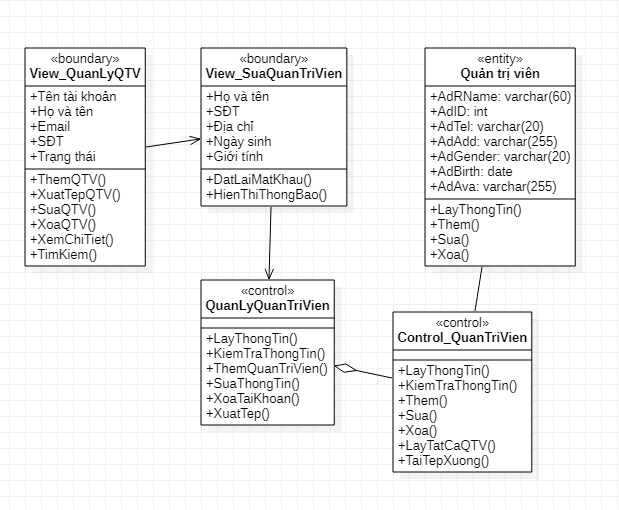 «boundary»
View_QuanLyQTV
+Tên tài khoản
+Họ và tên
+Email
+SĐT
+Trạng thái
+ThemQTV()
+XuatTepQTV()
+SuaQTV()
+XoaQTV()
+XemChiTiet()
+TimKiem()
«boundary»
View_SuaQuanTriVien
+Họ và tên
+SĐT
+Địa chỉ
+Ngày sinh
+Giới tính
+DatLaiMatKhau()
+HienThiThongBao()
«entity»
Quản trị viên
+AdRName: varchar(60)
+AdID: int
+AdTel: varchar(20)
+AdAdd: varchar(255)
+AdGender: varchar(20)
+AdBirth: date
+AdAva: varchar(255)
+LayThongTin()
+Them()
+Sua()
+Xoa()
«control»
QuanLyQuanTriVien
+LayThongTin()
+KiemTraThongTin()
+ThemQuanTriVien()
+SuaThongTin()
+XoaTaiKhoan()
+XuatTep()
«control»
Control_QuanTriVien
+LayThongTin()
+KiemTraThongTin()
+Them()
+Sua()
+Xoa()
+LayTatCaQTV()
+TaiTepXuong()